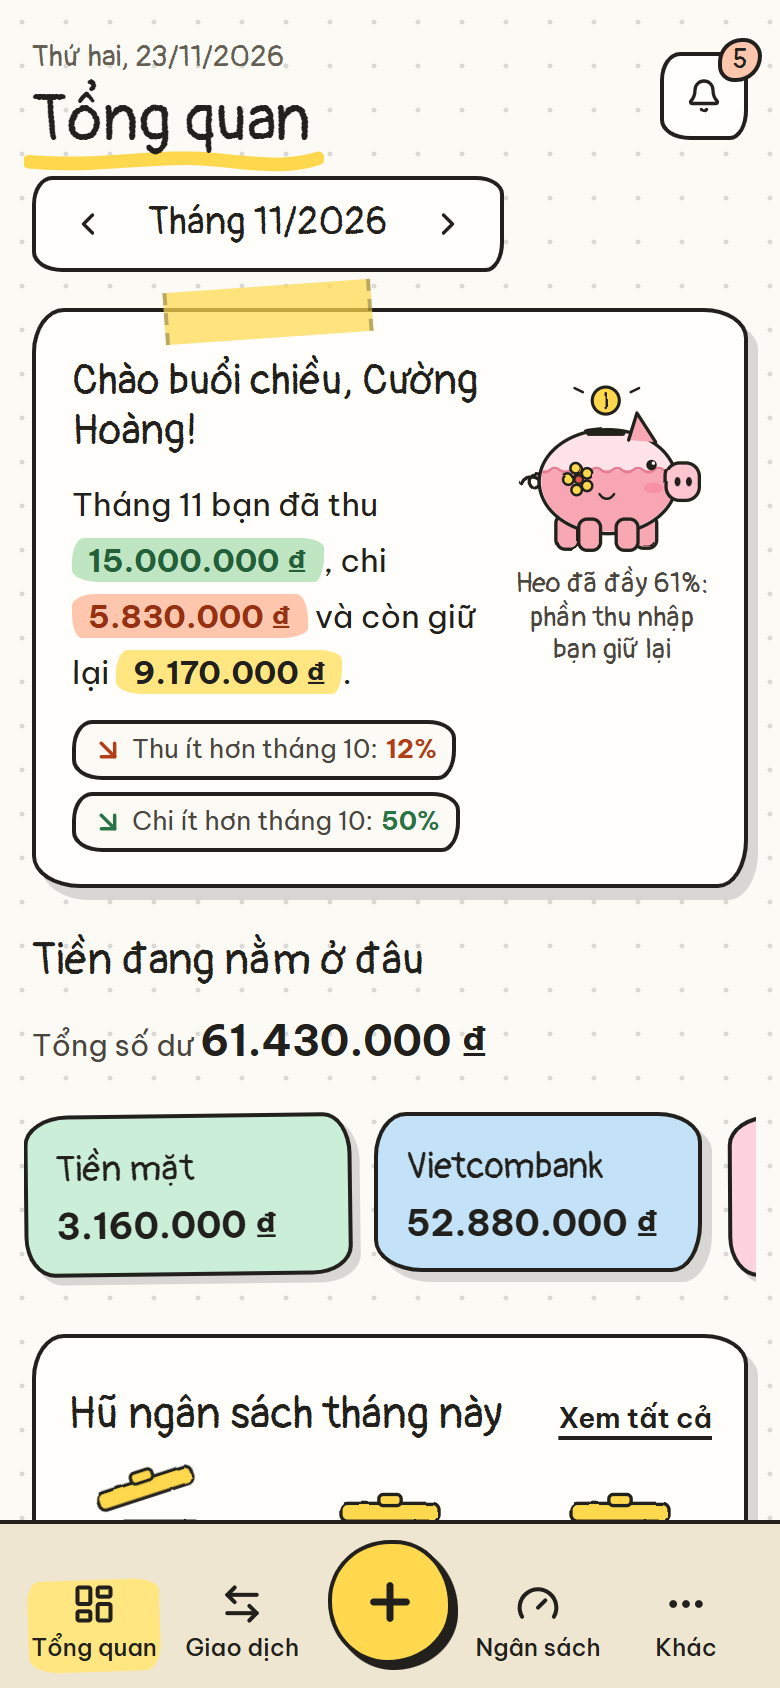 Thứ hai, 23/11/2026
5
Tổng quan
Tháng 11/2026
Chào buổi chiều, Cường
Hoàng!
Tháng 11 bạn đã thu
15.000.000 ₫, chi
5.830.000 ₫ và còn giữ
lại 9.170.000 ₫.
Heo đã đầy 61%:
phần thu nhập
bạn giữ lại
Thu ít hơn tháng 10: 12%
Chi ít hơn tháng 10: 50%
Tiền đang nằm ở đâu
Tổng số dư 61.430.000 ₫
Tiền mặt
3.160.000 ₫
Vietcombank
52.880.000 ₫
Hũ ngân sách tháng này
Xem tất cả
Tổng quan
Giao dịch
Ngân sách
Khác